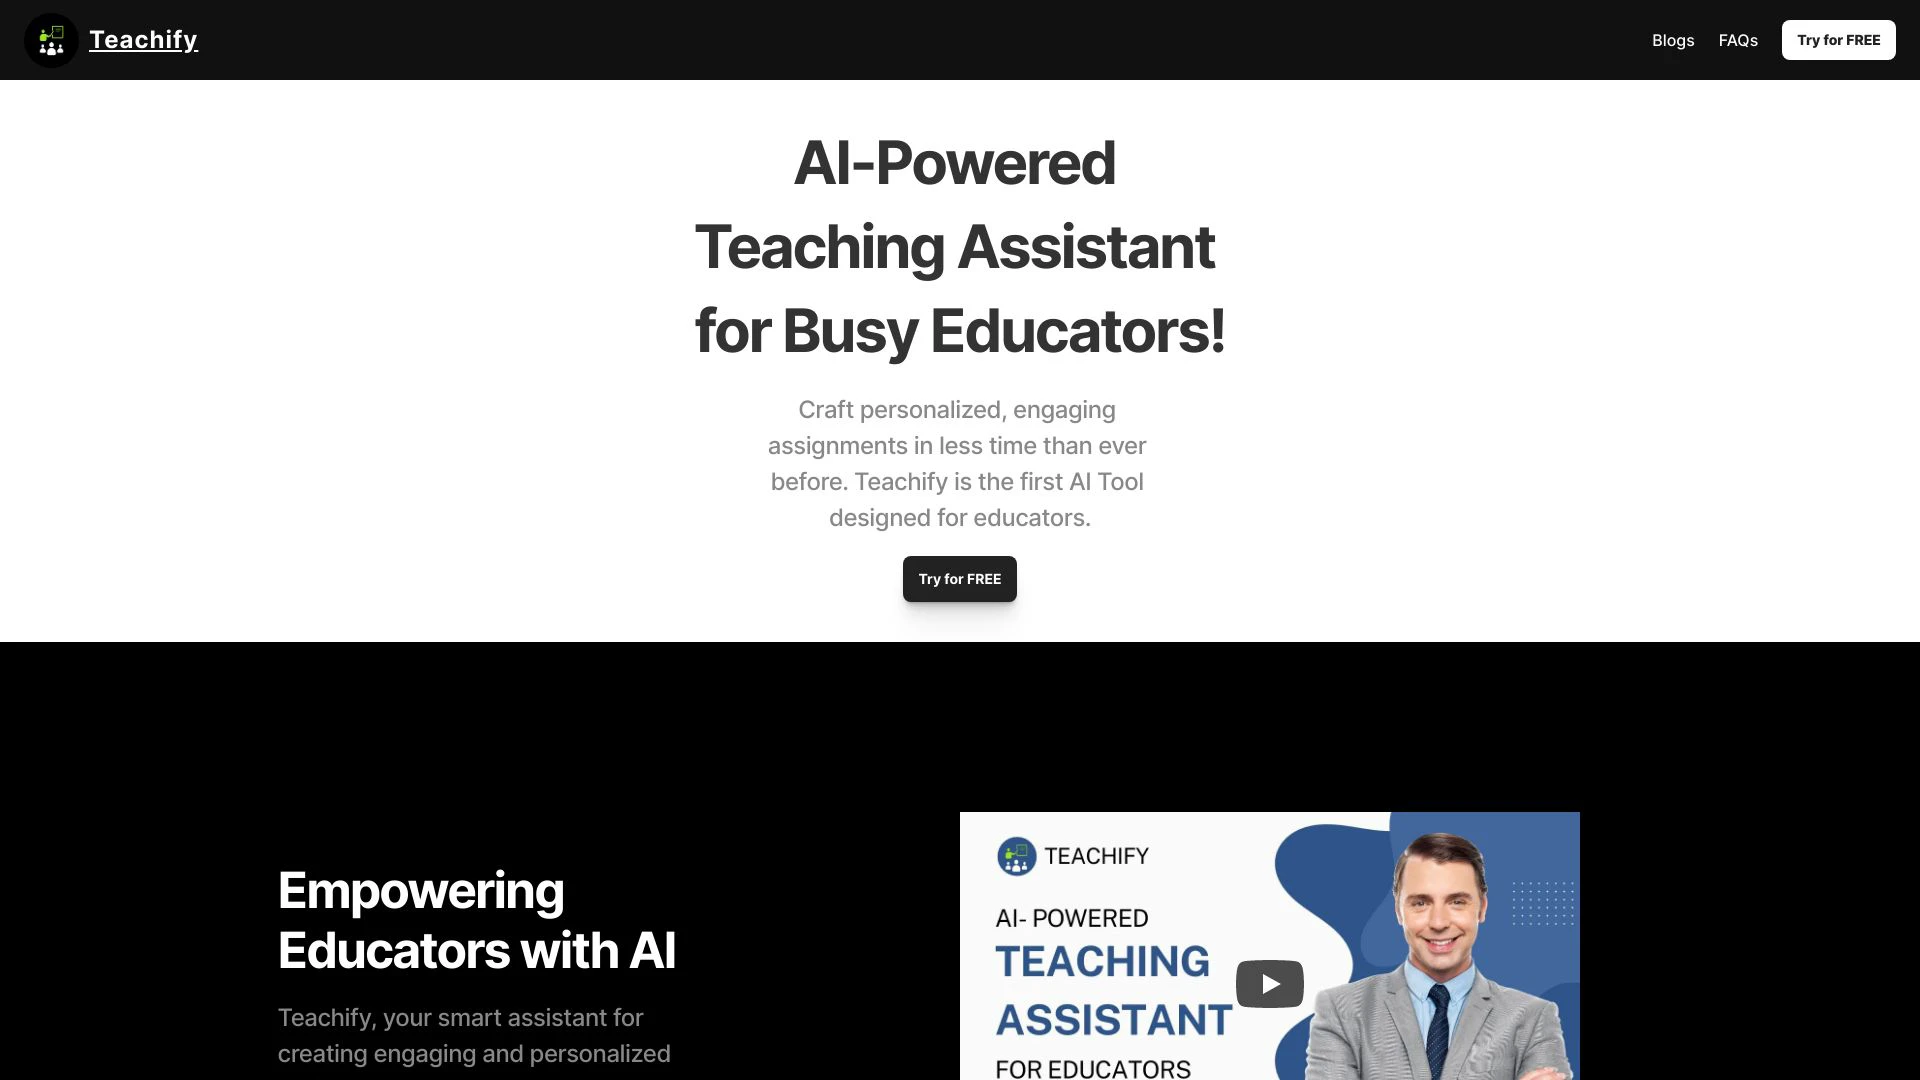 Teachify
Blogs
FAQs
Try for FREE
AI-Powered
Teaching Assistant
for Busy Educators!
Craft personalized, engaging
assignments in less time than ever
before. Teachify is the first AI Tool
designed for educators.
Try for FREE
Empowering
Educators with AI
Teachify, your smart assistant for
creating engaging and personalized
TEACHIFY
AI- POWERED
TEACHING
ASSISTANT
FOR EDUCATORS